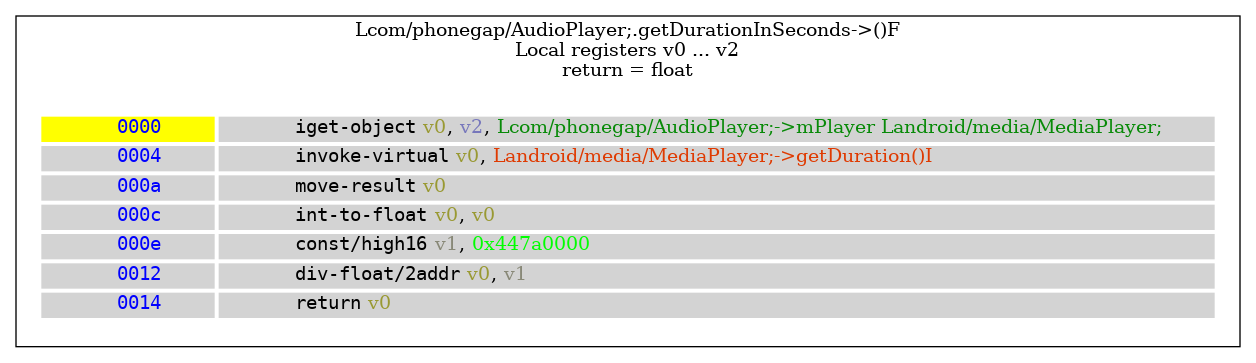 Lcom/phonegap/AudioPlayer;.getDurationInSeconds->()F
Local registers v0 ... v2
return = float
0000 iget-object v0, v2, Lcom/phonegap/AudioPlayer;->mPlayer Landroid/media/MediaPlayer;
0004 invoke-virtual v0, Landroid/media/MediaPlayer;->getDuration()I
000a move-result v0
000c int-to-float v0, v0
000e const/high16 v1, 0x447a0000
0012 div-float/2addr v0, v1
0014 return v0